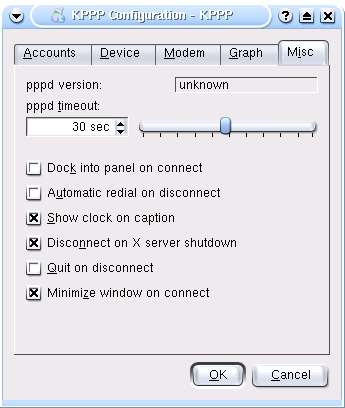 KPPP Configuration - KPPP
Accounts Device Modem Graph Misc
pppd version: unknown
pppd timeout:
30 sec
Dock into panel on connect
Automatic redial on disconnect
Show clock on caption
Disconnect on X server shutdown
Quit on disconnect
Minimize window on connect
OK Cancel